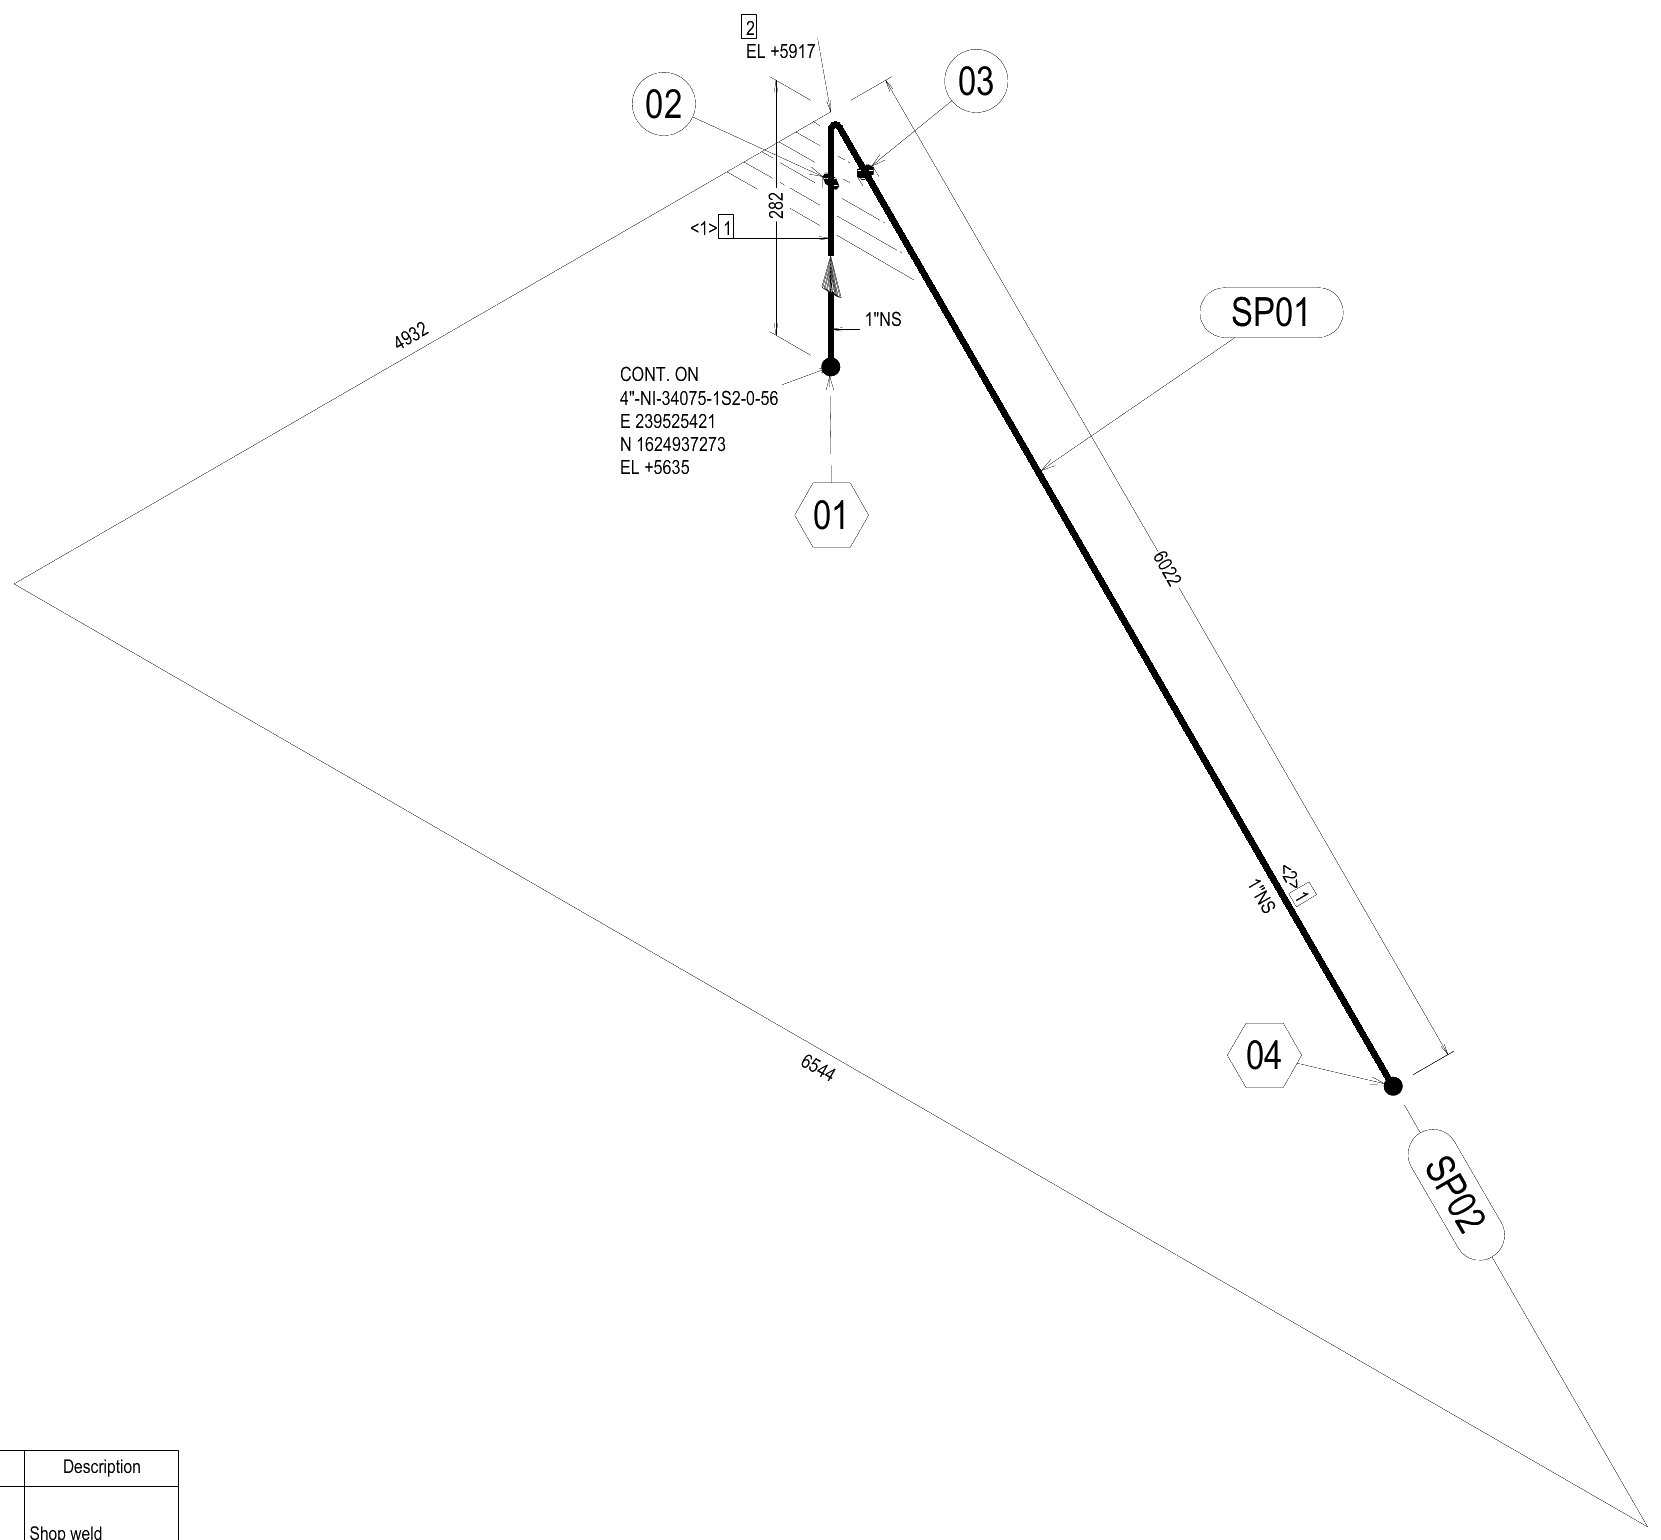 2
EL +5917
02
03
282
<1> 1
SP01
1"NS
4932
CONT. ON
4"-NI-34075-1S2-0-56
E 239525421
N 1624937273
EL +5635
01
6022
<2> 1
1"NS
04
6544
SP02
Description
Shop weld